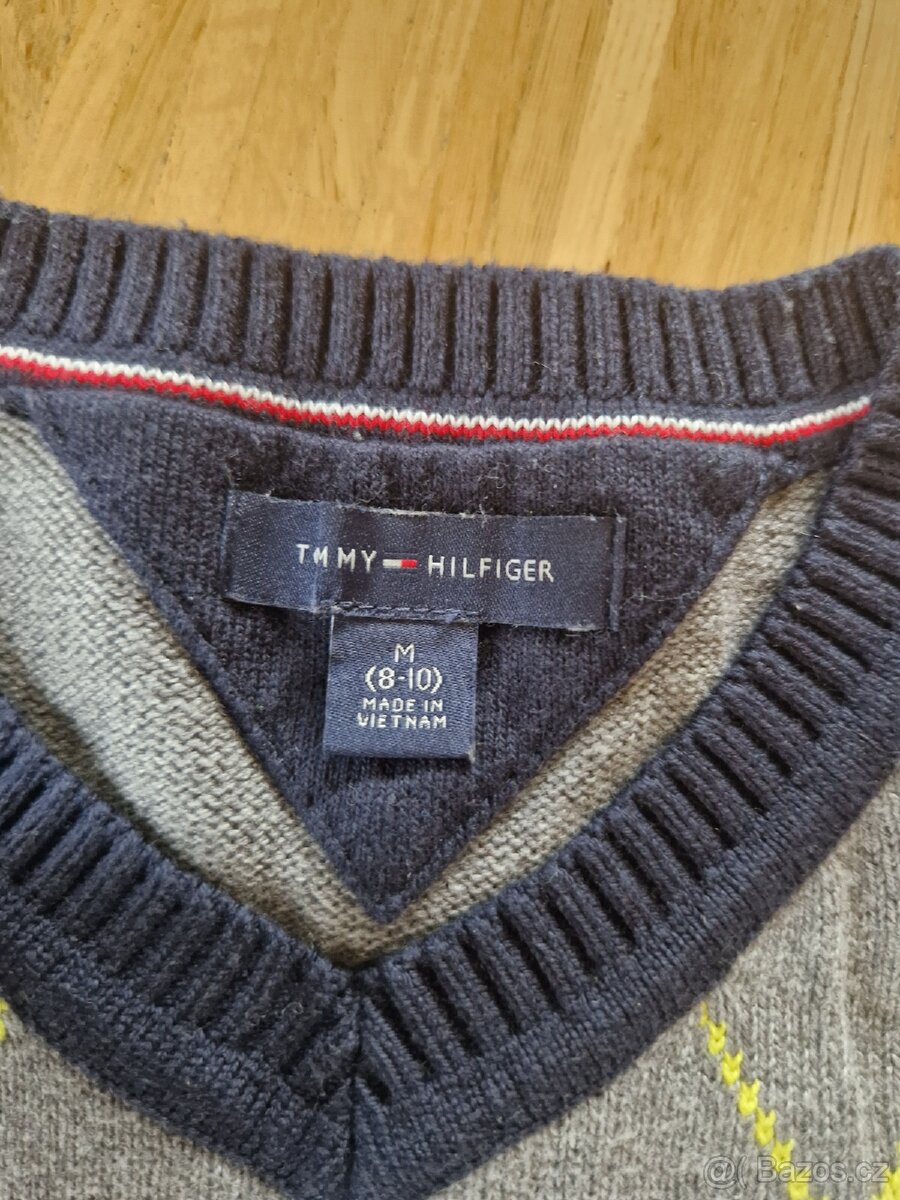 TMMY HILFIGER
M
(8-10)
MADE IN
VIETNAM
@( Bazos.cz